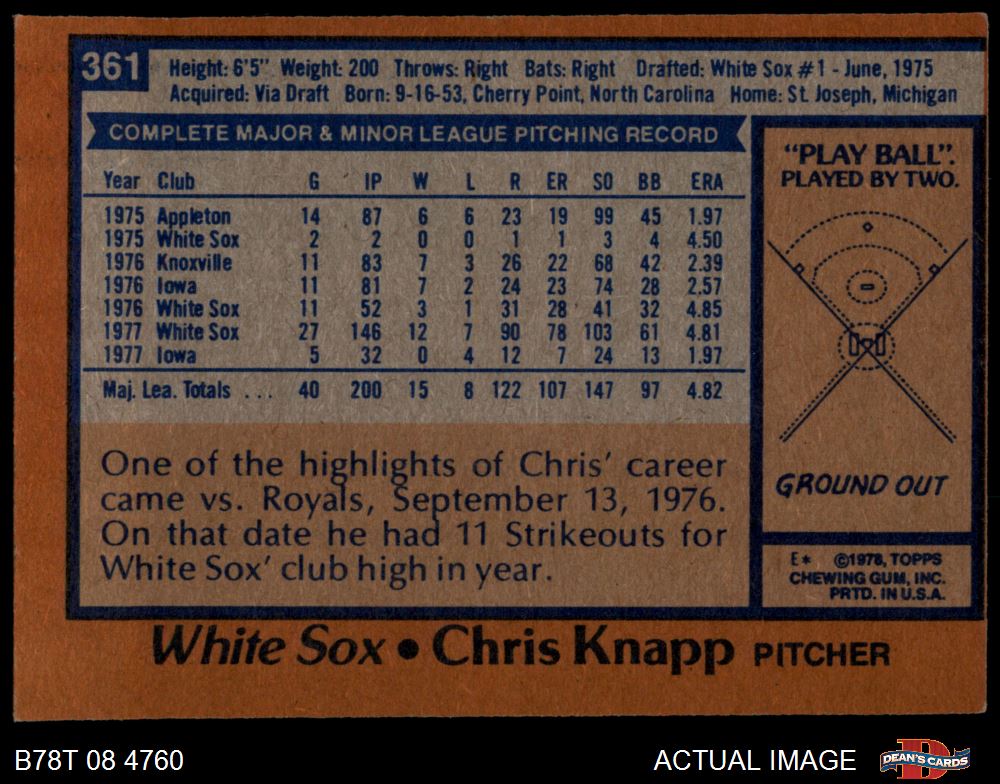 361
Height: 6'5" Weight: 200 Throws: Right Bats: Right Drafted: White Sox #1 - June, 1975
Acquired: Via Draft Born: 9-16-53, Cherry Point, North Carolina Home: St. Joseph, Michigan
COMPLETE MAJOR & MINOR LEAGUE PITCHING RECORD
Year Club G IP W L R ER SO BB ERA
1975 Appleton 14 87 6 6 23 19 99 45 1.97
1975 White Sox 2 2 0 0 1 1 3 4 4.50
1976 Knoxville 11 83 7 3 26 22 68 42 2.39
1976 Iowa 11 81 7 2 24 23 74 28 2.57
1976 White Sox 11 52 3 1 31 28 41 32 4.85
1977 White Sox 27 146 12 7 90 78 103 61 4.81
1977 Iowa 5 32 0 4 12 7 24 13 1.97
Maj. Lea. Totals . . . 40 200 15 8 122 107 147 97 4.82
One of the highlights of Chris' career
came vs. Royals, September 13, 1976.
On that date he had 11 Strikeouts for
White Sox' club high in year.
"PLAY BALL".
PLAYED BY TWO.
GROUND OUT
E* ©1978, TOPPS
CHEWING GUM, INC.
PRTD. IN U.S.A.
White Sox • Chris Knapp PITCHER
B78T 08 4760
ACTUAL IMAGE
DEAN'S CARDS